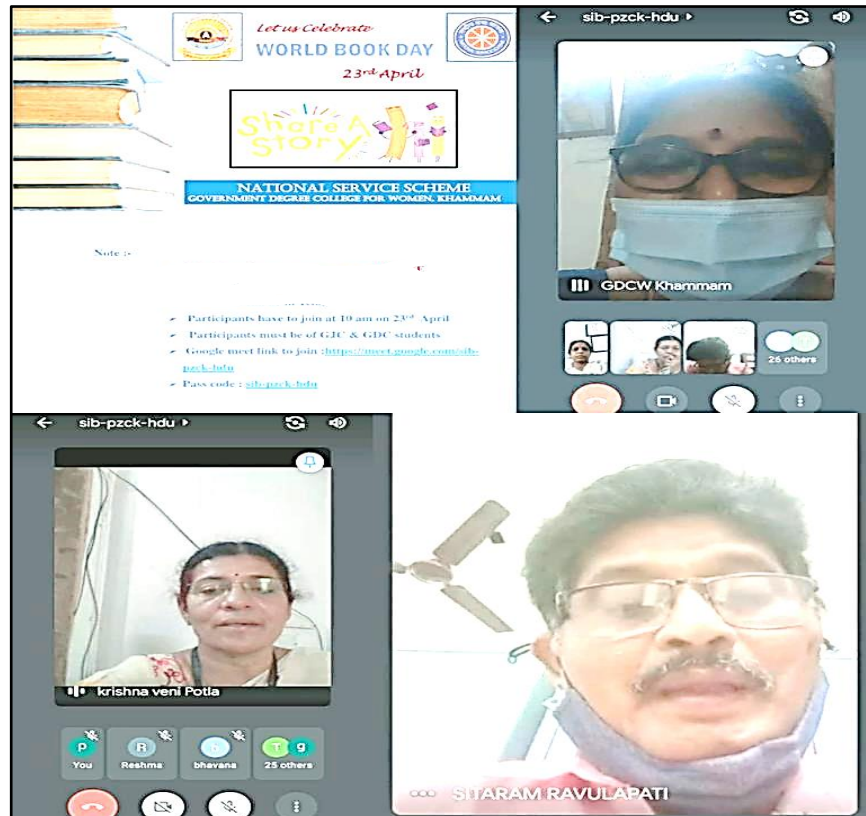 Let us Celebrate
WORLD BOOK DAY
23rd April
Share A
Story
NATIONAL SERVICE SCHEME
GOVERNMENT DEGREE COLLEGE FOR WOMEN, KHAMMAM
Note :-
➢ Participants have to join at 10 am on 23rd April
➢ Participants must be of GJC & GDC students
➢ Google meet link to join :https://meet.google.com/sib-
pzck-hdu
➢ Pass code : sib-pzck-hdu
sib-pzck-hdu
GDCW Khammam
26 others
sib-pzck-hdu
krishna veni Potla
P
You
R
Reshma
b
bhavana
T g
25 others
SITARAM RAVULAPATI